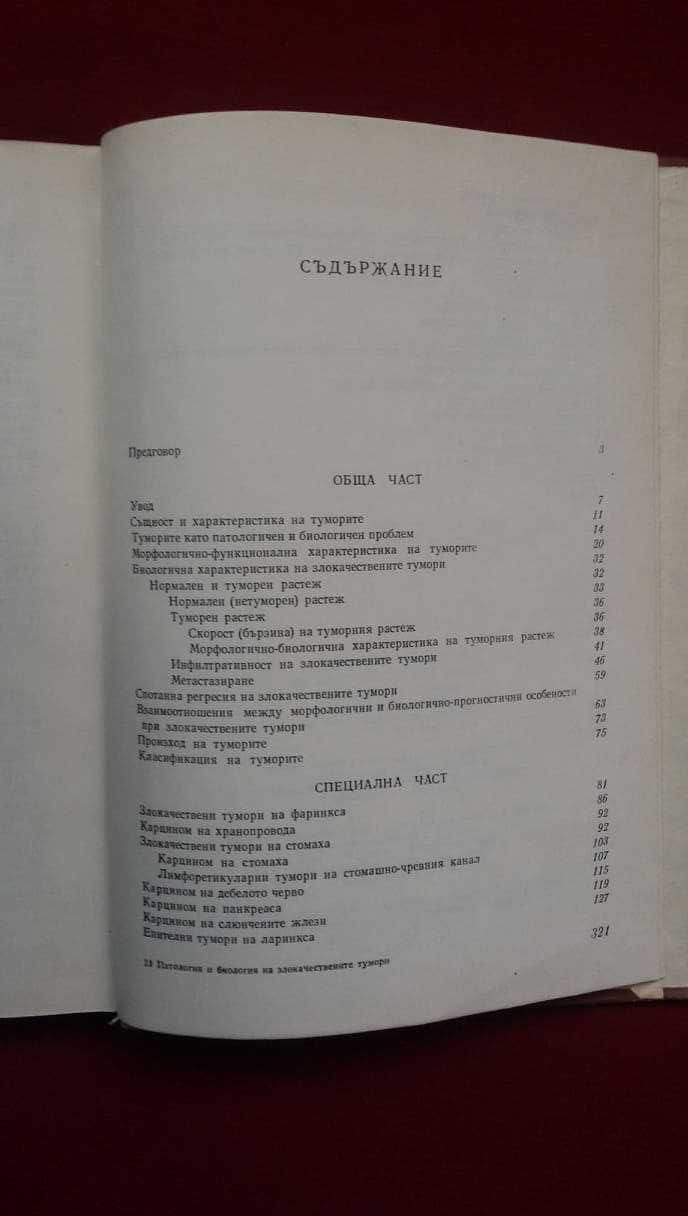 СЪДЪРЖАНИЕ
Предговор 3
ОБЩА ЧАСТ
Увод 7
Същност и характеристика на туморите 11
Туморите като патологичен и биологичен проблем 14
Морфологично-функционална характеристика на туморите 20
Биологична характеристика на злокачествените тумори 32
Нормален и туморен растеж 32
Нормален (нетуморен) растеж 33
Туморен растеж 36
Скорост (бързина) на туморния растеж 36
Морфологично-биологична характеристика на туморния растеж 38
Инфилтративност на злокачествените тумори 41
Метастазиране 46
Спотанна регресия на злокачествените тумори 59
Взаимоотношения между морфологични и биологично-прогностични особености
при злокачествените тумори 63
Произход на туморите 73
Класификация на туморите 75
СПЕЦИАЛНА ЧАСТ
Злокачествени тумори на фаринкса 81
Карцином на хранопровода 86
Злокачествени тумори на стомаха 92
Карцином на стомаха 92
Лимфоретикуларни тумори на стомашно-чревния канал 103
Карцином на дебелото черво 107
Карцином на панкреаса 115
Карцином на слюнчените жлези 119
Епителни тумори на ларинкса 127
21 Патология и биология на злокачествените тумори 321